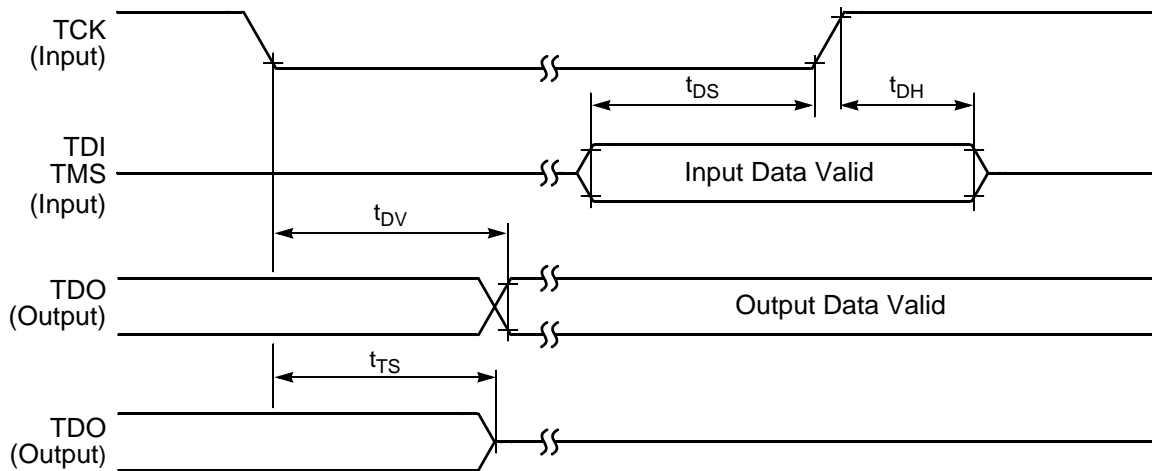 TCK
(Input)
tDS
tDH
TDI
TMS
(Input)
Input Data Valid
tDV
TDO
(Output)
Output Data Valid
tTS
TDO
(Output)